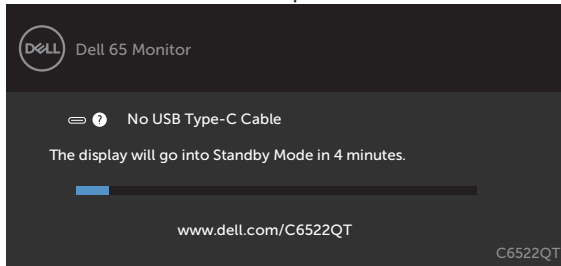 DELL Dell 65 Monitor
? No USB Type-C Cable
The display will go into Standby Mode in 4 minutes.
www.dell.com/C6522QT
C6522QT